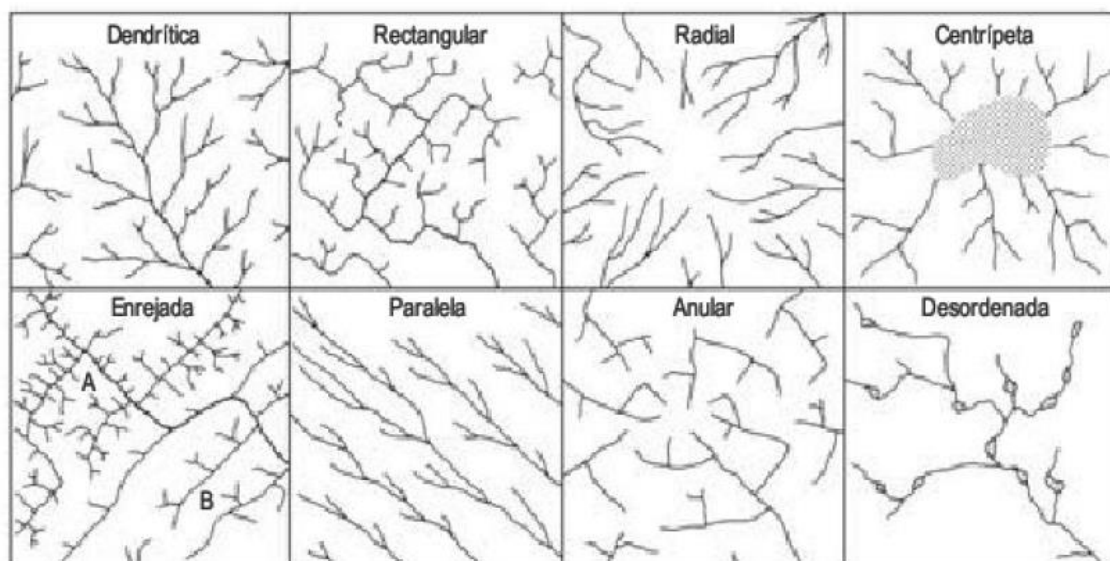 Dendrítica
Rectangular
Radial
Centrípeta
Enrejada
Paralela
Anular
Desordenada
A
B